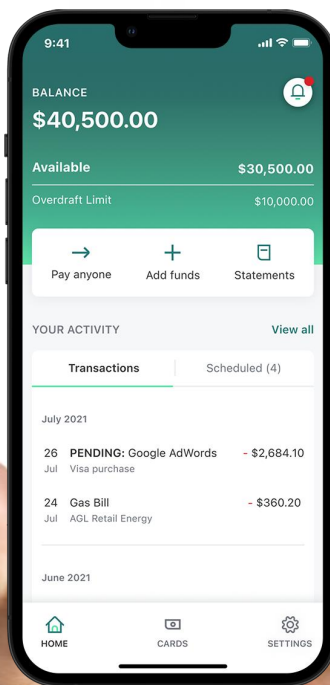 9:41
BALANCE
$40,500.00
Available $30,500.00
Overdraft Limit $10,000.00
Pay anyone Add funds Statements
YOUR ACTIVITY View all
Transactions Scheduled (4)
July 2021
26 PENDING: Google AdWords - $2,684.10
Jul Visa purchase
24 Gas Bill - $360.20
Jul AGL Retail Energy
June 2021
HOME CARDS SETTINGS